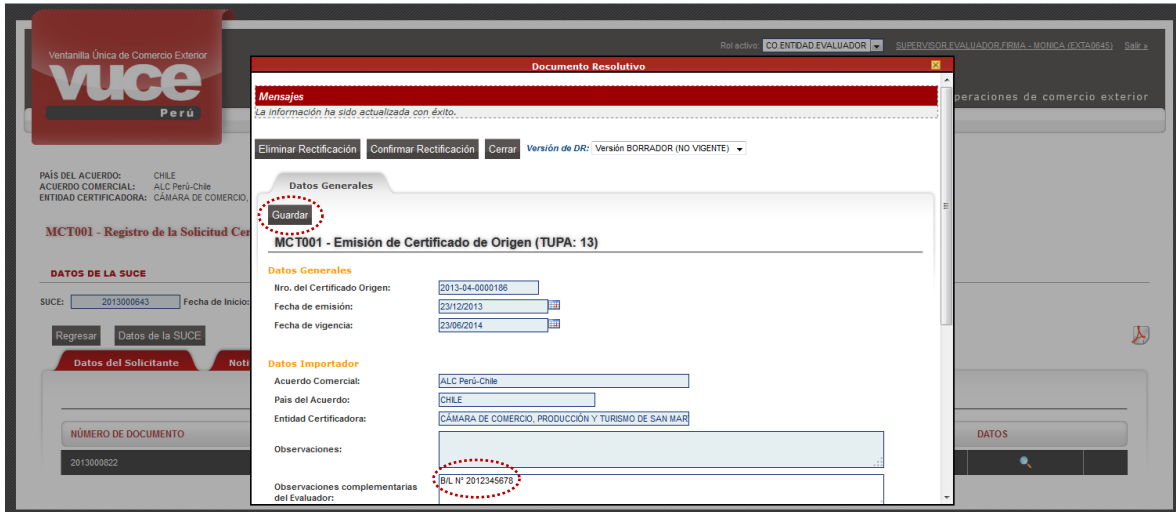 Ventanilla Única de Comercio Exterior
vuce
Perú
Rol activo: CO.ENTIDAD.EVALUADOR SUPERVISOR.EVALUADOR.FIRMA - MONICA (EXTA0645) Salir »
peraciones de comercio exterior
PAÍS DEL ACUERDO: CHILE
ACUERDO COMERCIAL: ALC Perú-Chile
ENTIDAD CERTIFICADORA: CÁMARA DE COMERCIO,
MCT001 - Registro de la Solicitud Cer
DATOS DE LA SUCE
SUCE: 2013000643 Fecha de Inicio:
Regresar Datos de la SUCE
Datos del Solicitante Noti
NÚMERO DE DOCUMENTO DATOS
2013000822
Documento Resolutivo
Mensajes
La información ha sido actualizada con éxito.
Eliminar Rectificación Confirmar Rectificación Cerrar Versión de DR: Versión BORRADOR (NO VIGENTE)
Datos Generales
Guardar
MCT001 - Emisión de Certificado de Origen (TUPA: 13)
Datos Generales
Nro. del Certificado Origen: 2013-04-0000186
Fecha de emisión: 23/12/2013
Fecha de vigencia: 23/06/2014
Datos Importador
Acuerdo Comercial: ALC Perú-Chile
Pais del Acuerdo: CHILE
Entidad Certificadora: CÁMARA DE COMERCIO, PRODUCCIÓN Y TURISMO DE SAN MAR
Observaciones:
Observaciones complementarias del Evaluador: B/L N° 2012345678